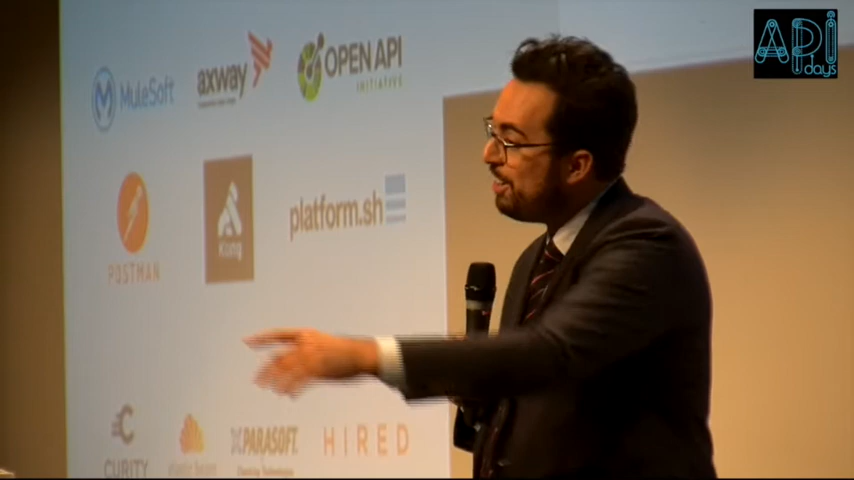 API
days
MuleSoft
axway
OPEN API
INITIATIVE
POSTMAN
Kong
platform.sh
CURITY
PARASOFT
HIRED